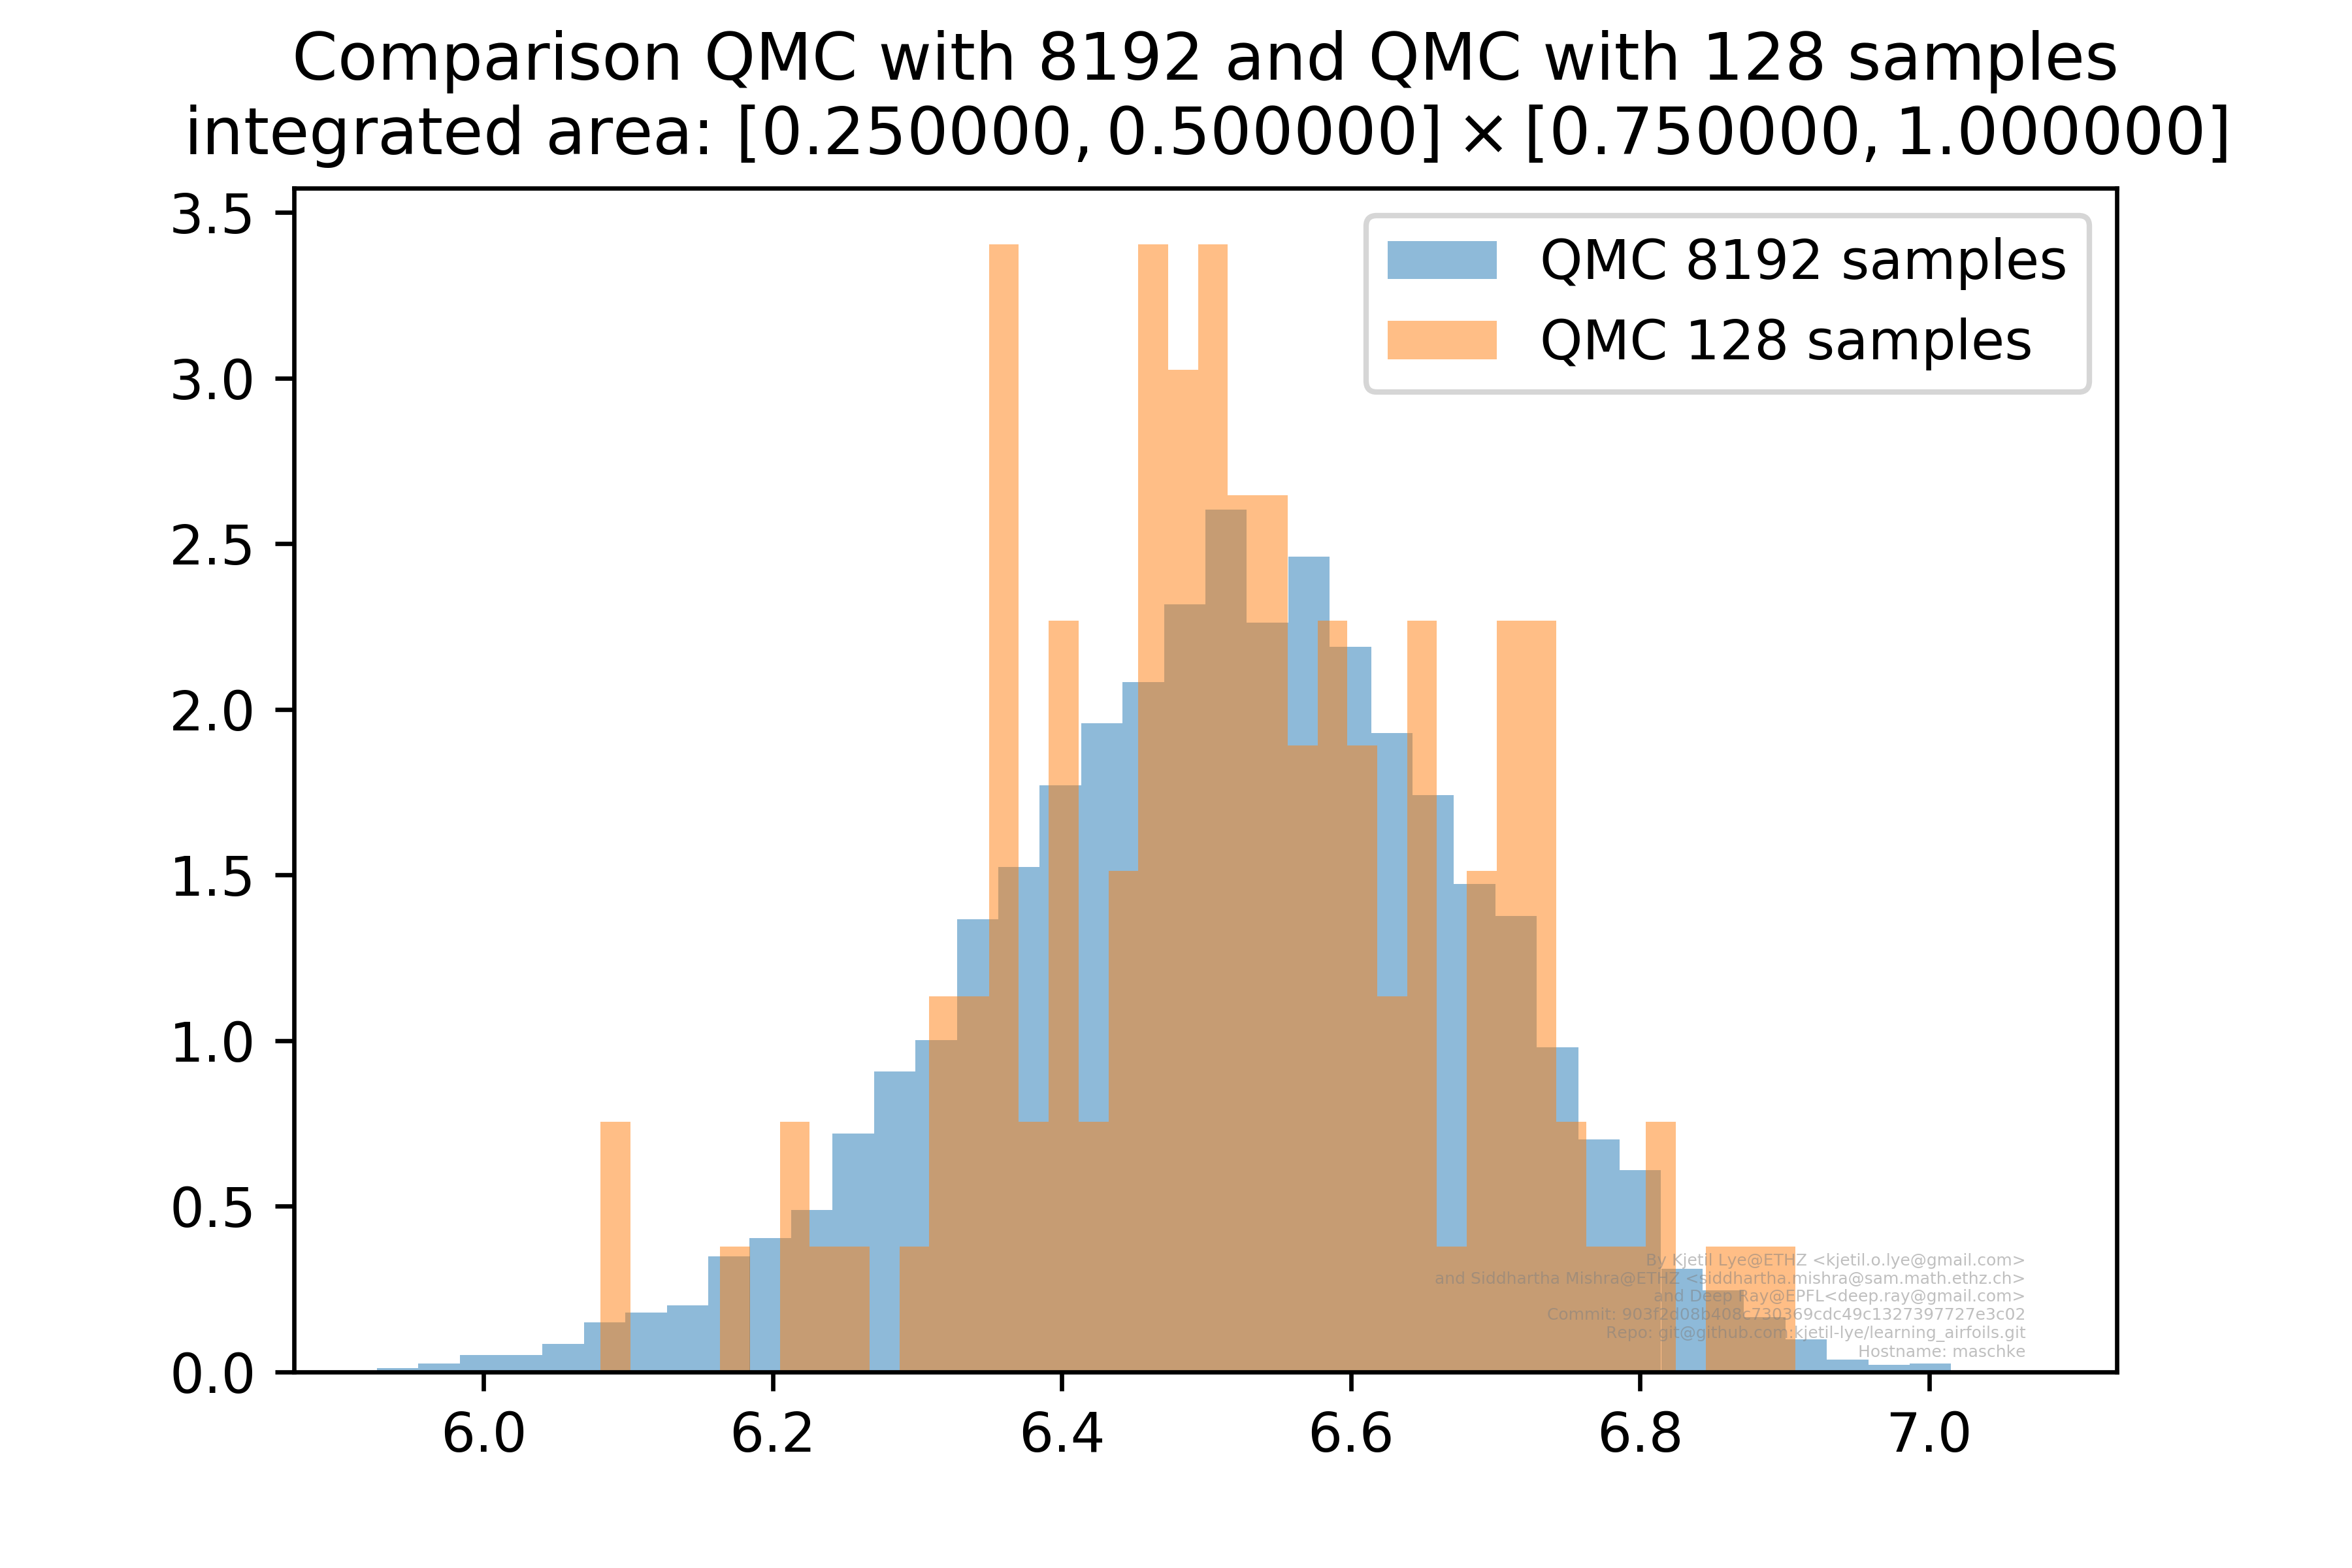 Comparison QMC with 8192 and QMC with 128 samples
integrated area: [0.250000, 0.500000] × [0.750000, 1.000000]
QMC 8192 samples
QMC 128 samples
3.5
3.0
2.5
2.0
1.5
1.0
0.5
0.0
By Kjetil Lye@ETHZ <kjetil.o.lye@gmail.com>
and Siddhartha Mishra@ETHZ <siddhartha.mishra@sam.math.ethz.ch>
and Deep Ray@EPFL<deep.ray@gmail.com>
Commit: 903f2d08b408c730369cdc49c1327397727e3c02
Repo: git@github.com:kjetil-lye/learning_airfoils.git
Hostname: maschke
6.0 6.2 6.4 6.6 6.8 7.0